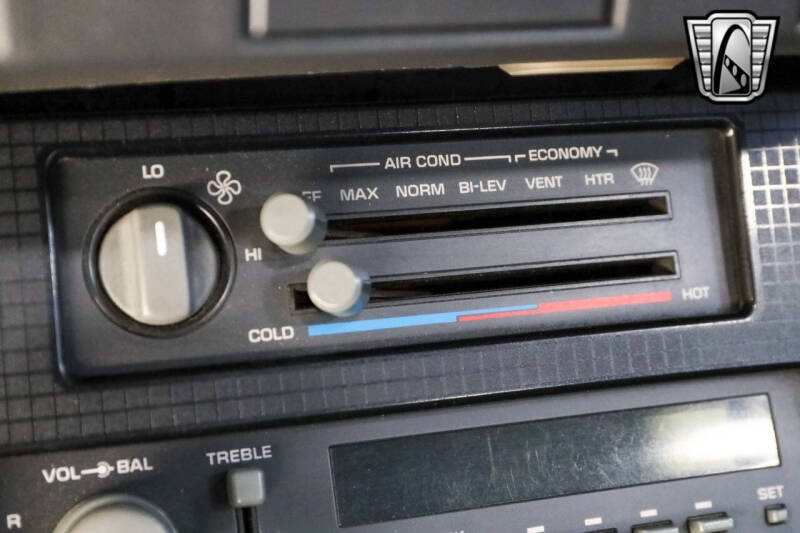 LO
AIR COND ECONOMY
MAX NORM BI-LEV VENT HTR
HI
COLD HOT
VOL BAL
TREBLE
R
SET